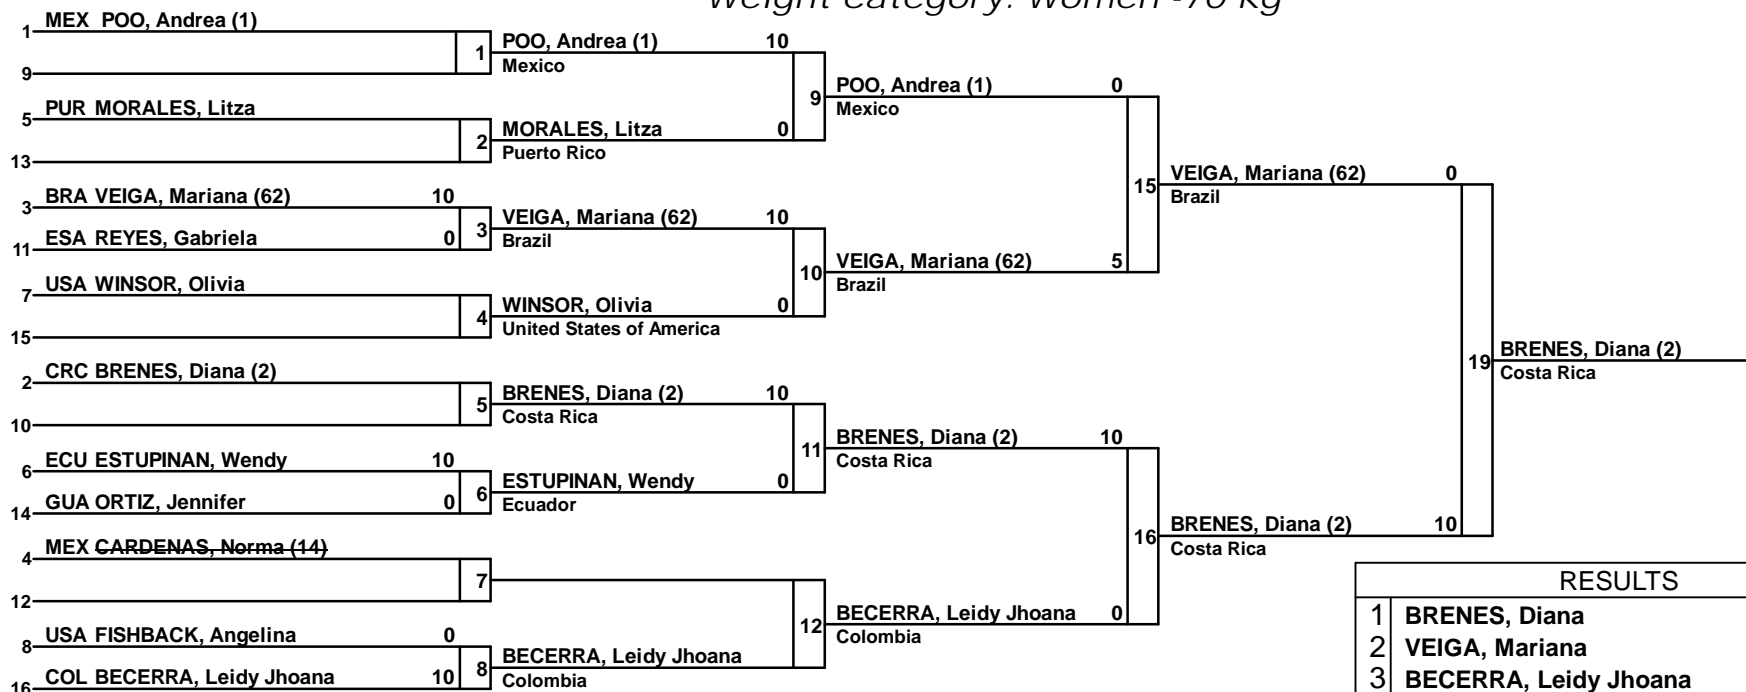 Weight category: Women -70 Kg
1 MEX POO, Andrea (1)
9
1 POO, Andrea (1) 10
Mexico
5 PUR MORALES, Litza
13
2 MORALES, Litza 0
Puerto Rico
9 POO, Andrea (1) 0
Mexico
3 BRA VEIGA, Mariana (62) 10
11 ESA REYES, Gabriela 0
3 VEIGA, Mariana (62) 10
Brazil
7 USA WINSOR, Olivia
15
4 WINSOR, Olivia 0
United States of America
10 VEIGA, Mariana (62) 5
Brazil
15 VEIGA, Mariana (62) 0
Brazil
2 CRC BRENES, Diana (2)
10
5 BRENES, Diana (2) 10
Costa Rica
6 ECU ESTUPINAN, Wendy 10
14 GUA ORTIZ, Jennifer 0
6 ESTUPINAN, Wendy 0
Ecuador
11 BRENES, Diana (2) 10
Costa Rica
4 MEX CARDENAS, Norma (14)
12
7
8 USA FISHBACK, Angelina 0
16 COL BECERRA, Leidy Jhoana 10
8 BECERRA, Leidy Jhoana
Colombia
12 BECERRA, Leidy Jhoana 0
Colombia
16 BRENES, Diana (2) 10
Costa Rica
19 BRENES, Diana (2)
Costa Rica
RESULTS
1 BRENES, Diana
2 VEIGA, Mariana
3 BECERRA, Leidy Jhoana